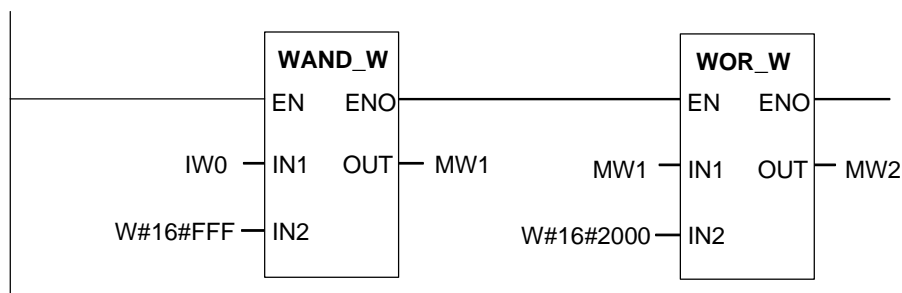 WAND_W
EN ENO
IW0 IN1 OUT MW1
W#16#FFF IN2
WOR_W
EN ENO
MW1 IN1 OUT MW2
W#16#2000 IN2